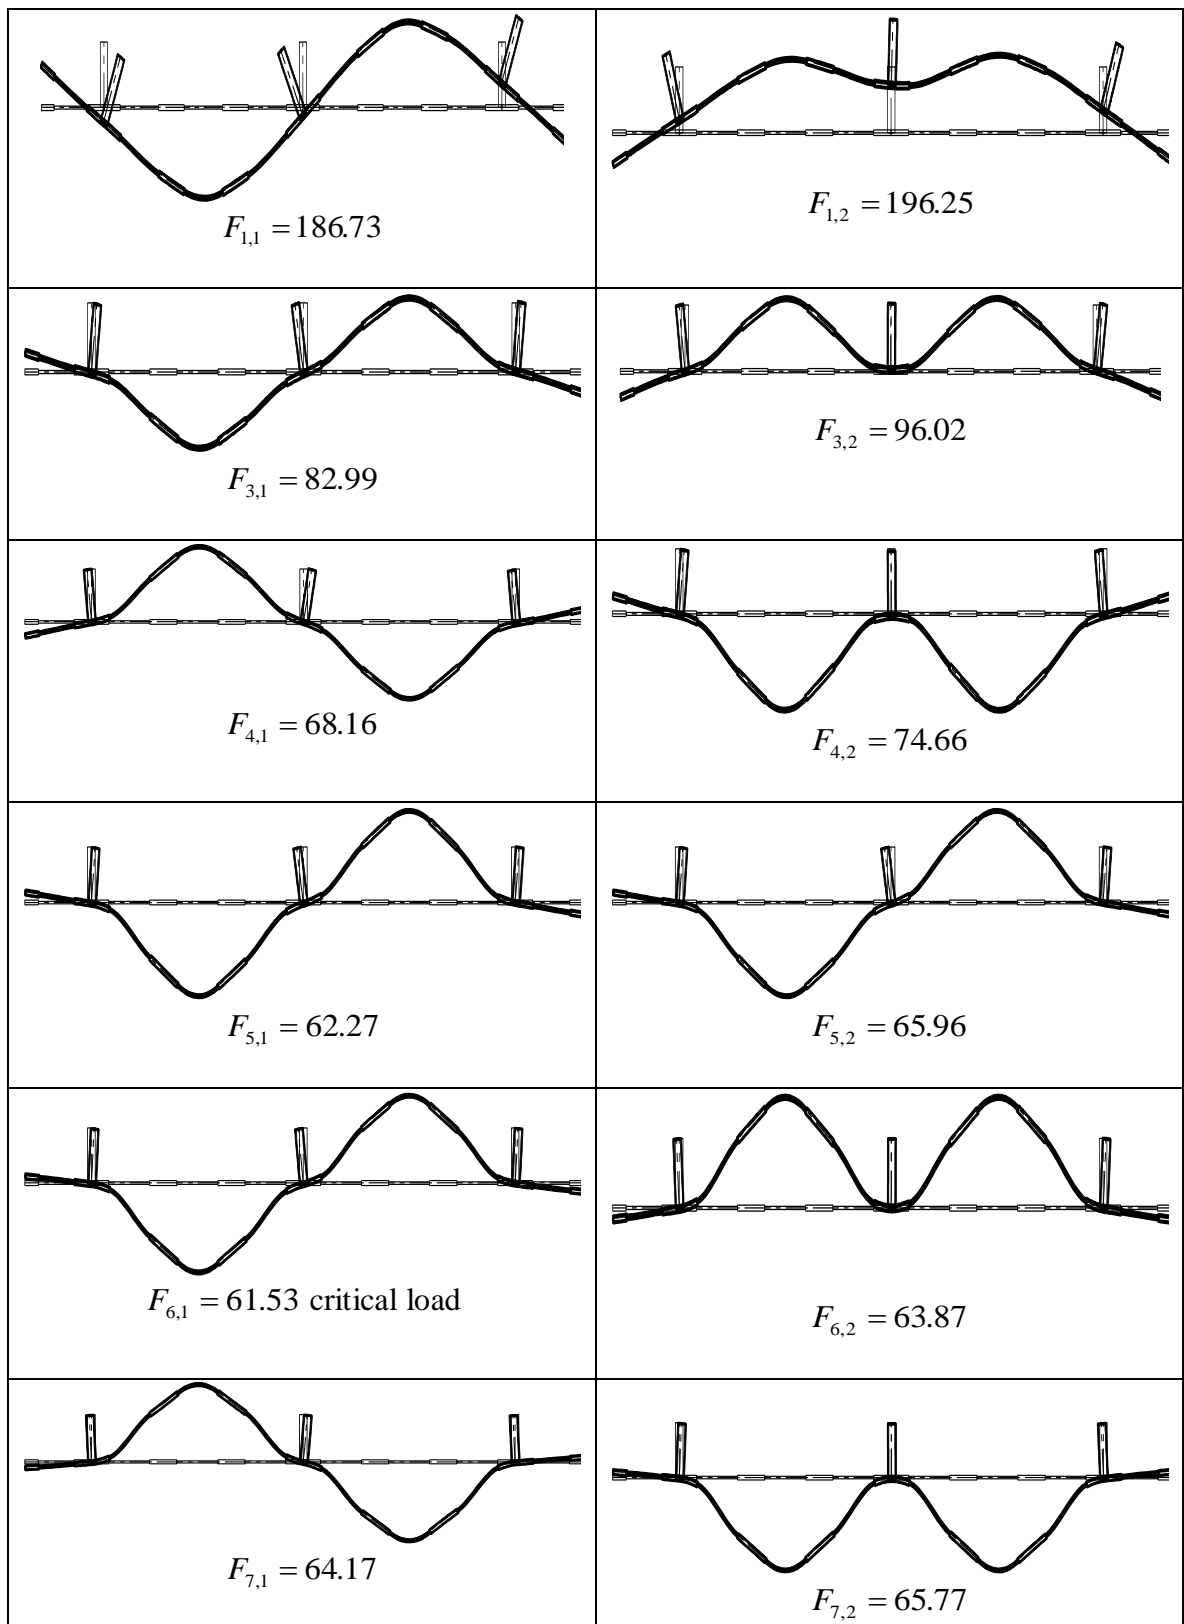 F1,1 = 186.73
F1,2 = 196.25
F3,1 = 82.99
F3,2 = 96.02
F4,1 = 68.16
F4,2 = 74.66
F5,1 = 62.27
F5,2 = 65.96
F6,1 = 61.53 critical load
F6,2 = 63.87
F7,1 = 64.17
F7,2 = 65.77